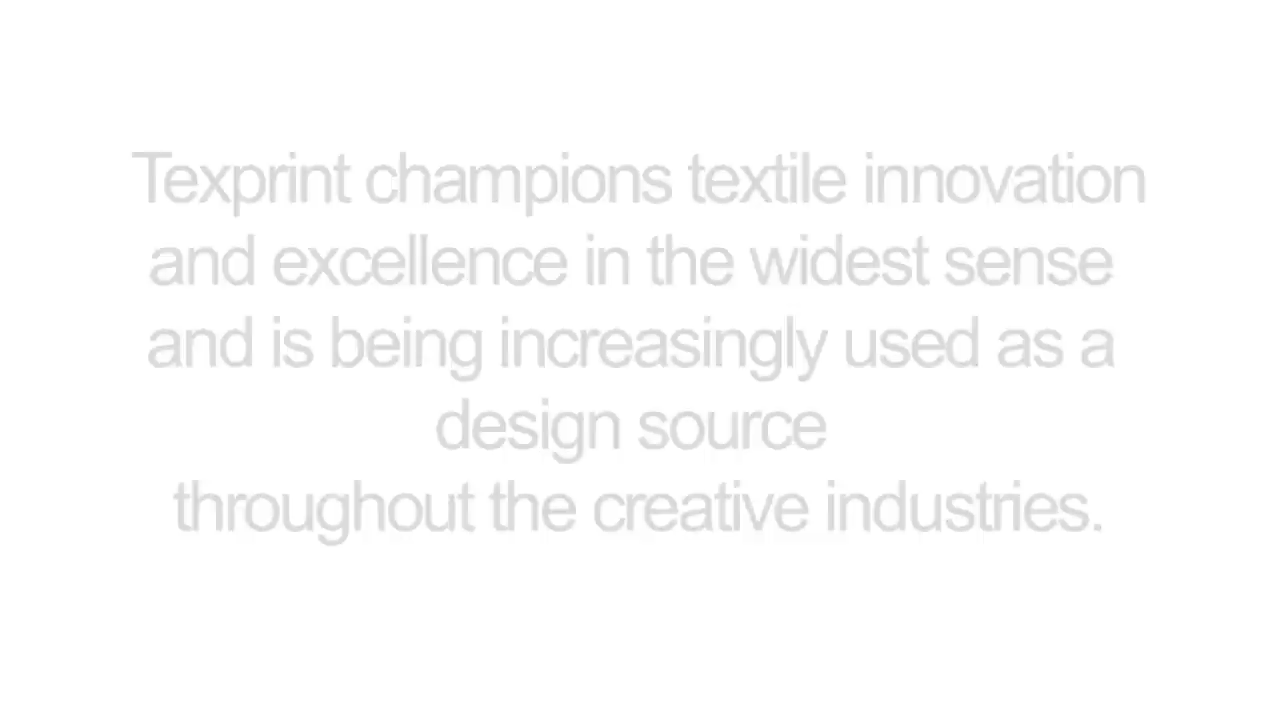 Texprint champions textile innovation
and excellence in the widest sense
and is being increasingly used as a
design source
throughout the creative industries.